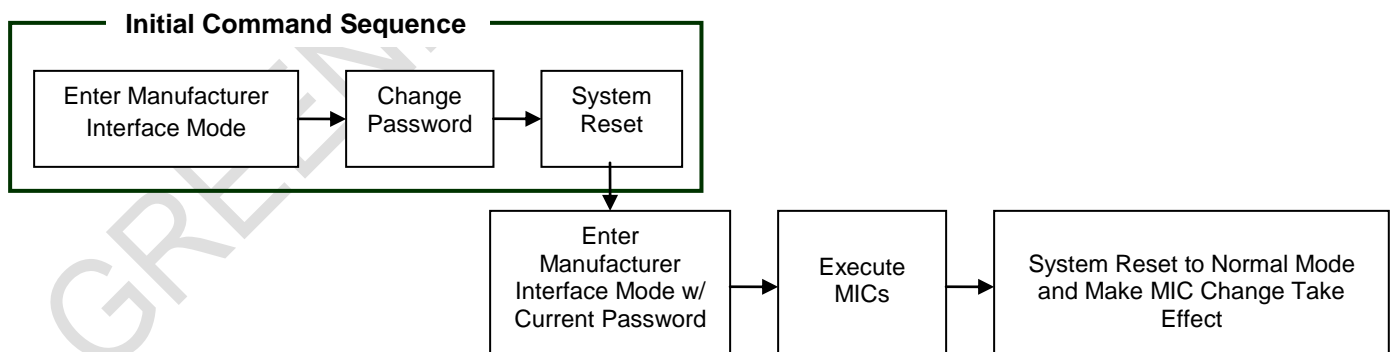 Initial Command Sequence
Enter Manufacturer
Interface Mode
Change
Password
System
Reset
Enter
Manufacturer
Interface Mode w/
Current Password
Execute
MICs
System Reset to Normal Mode
and Make MIC Change Take
Effect